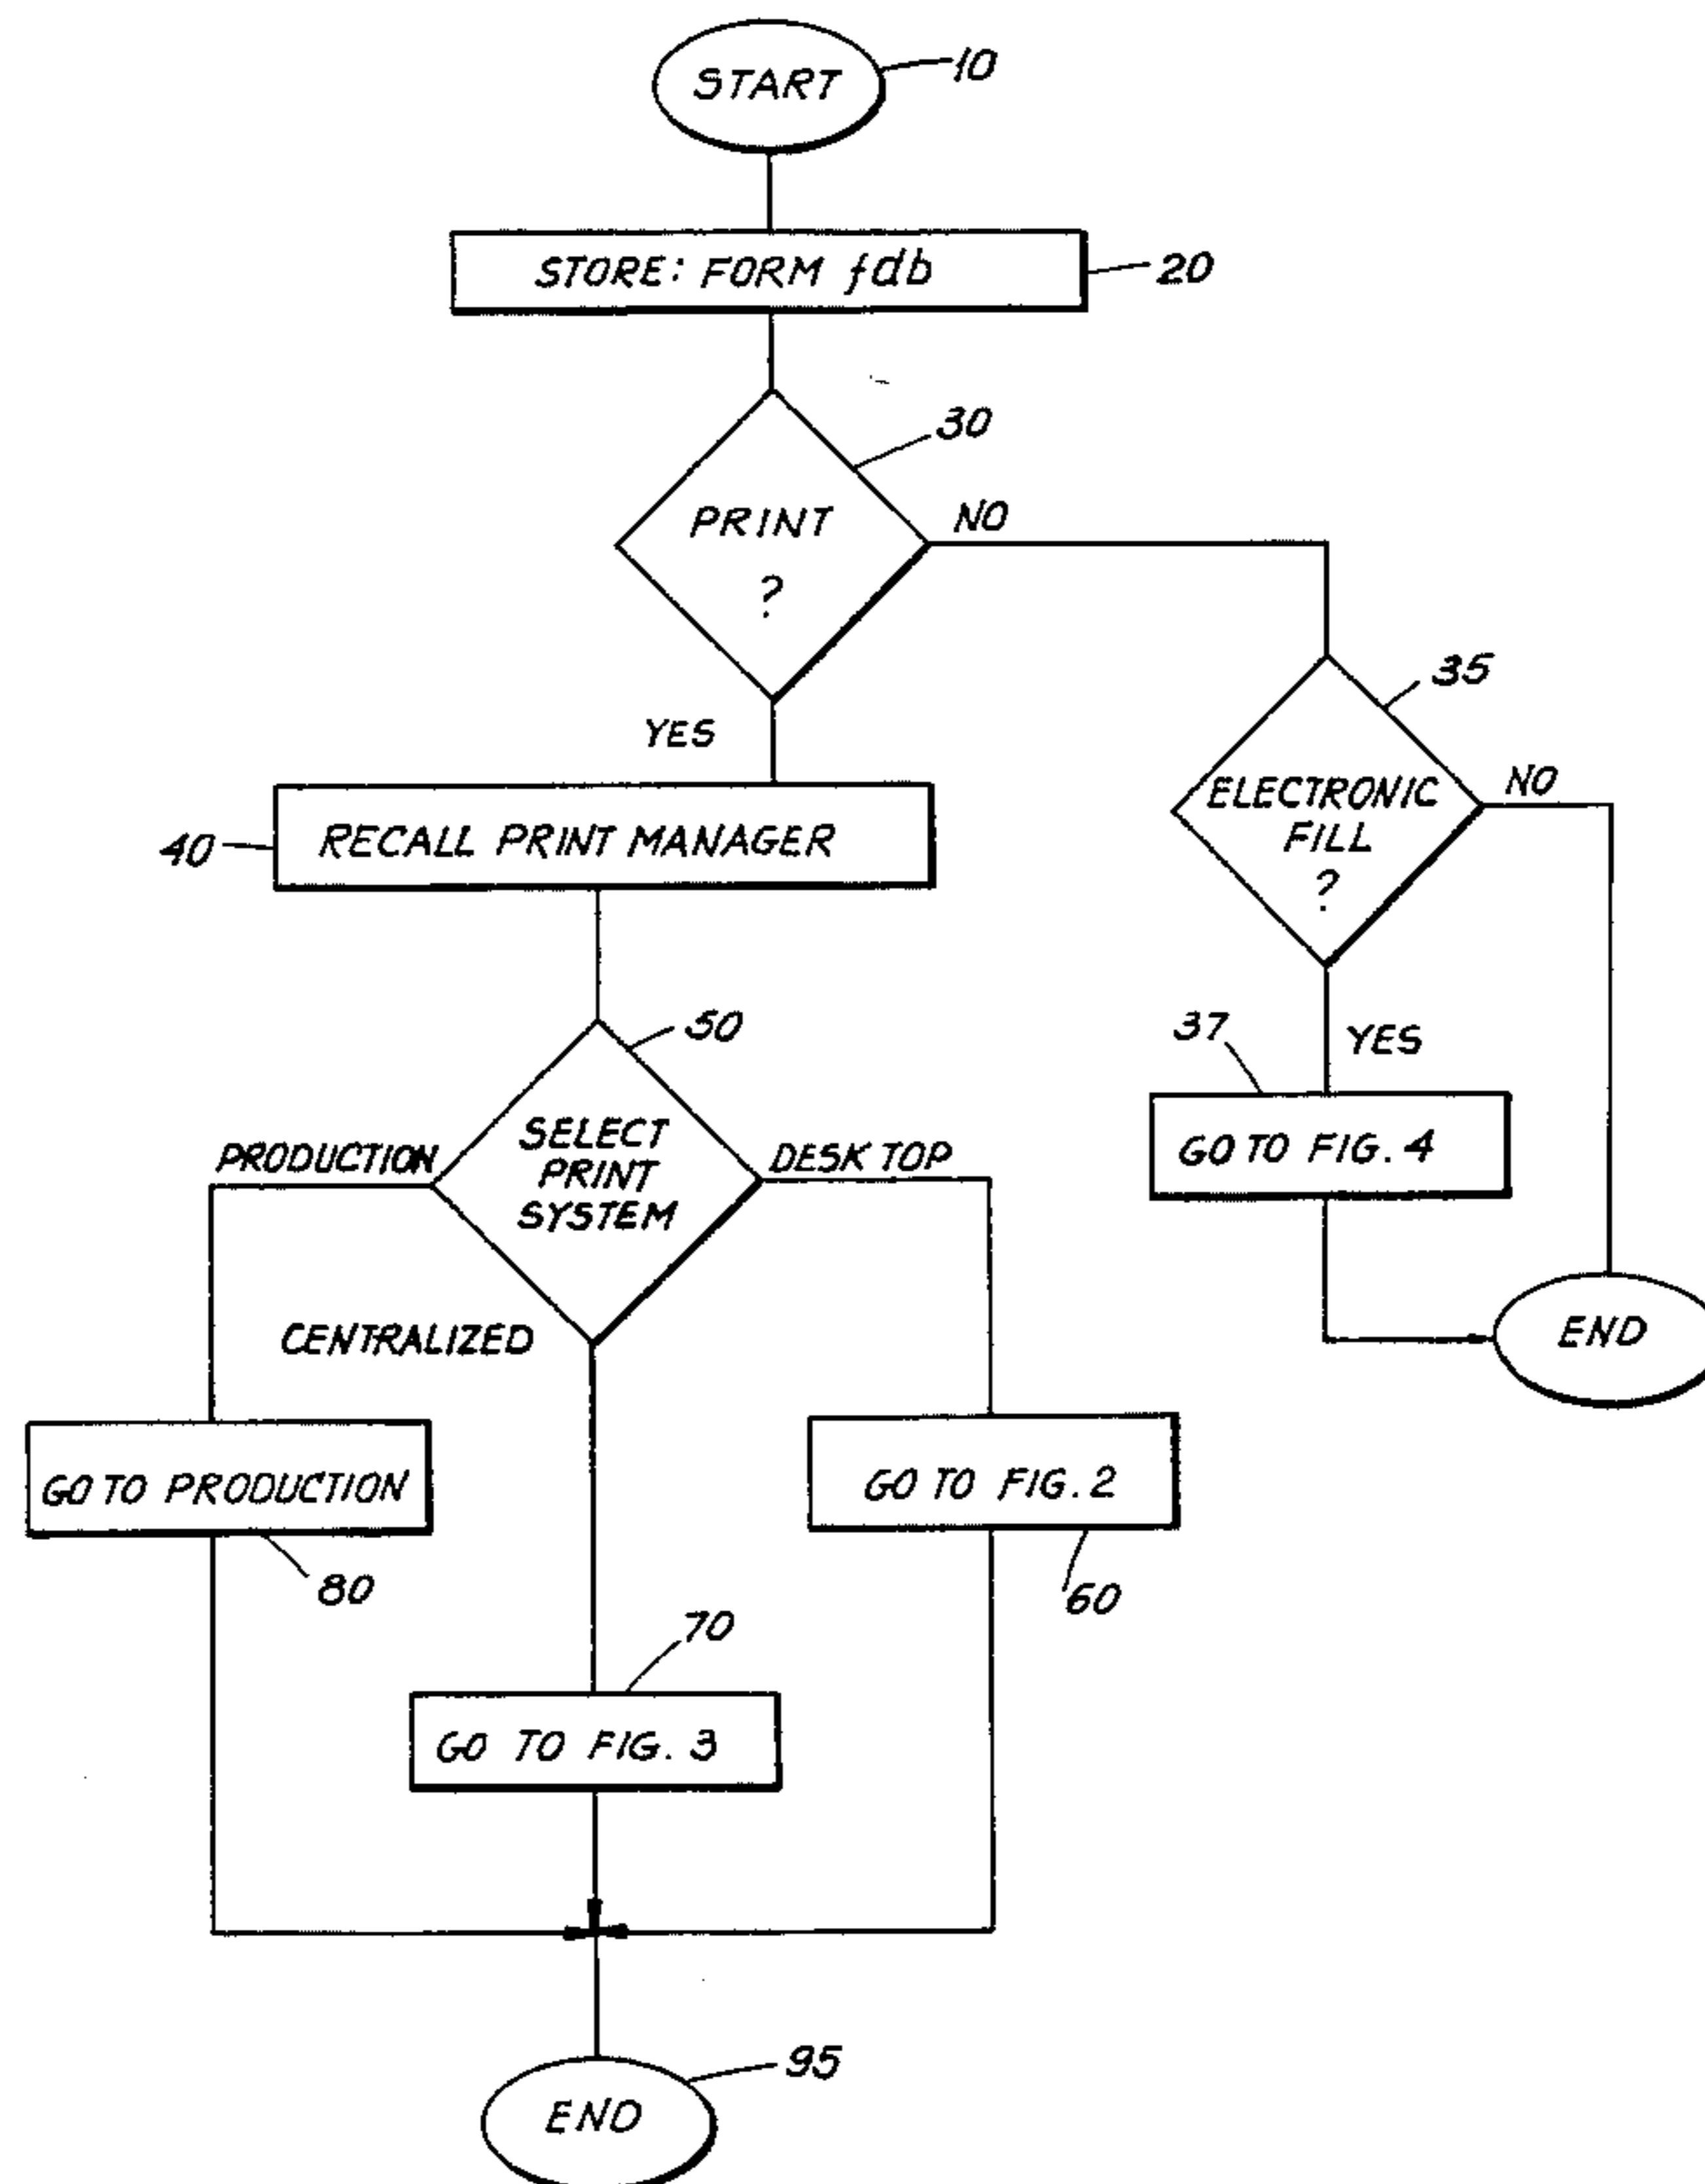 START
10
STORE: FORM fdb
20
30
PRINT
?
NO
YES
35
ELECTRONIC
FILL
?
NO
40
RECALL PRINT MANAGER
50
SELECT
PRINT
SYSTEM
PRODUCTION
DESK TOP
CENTRALIZED
37
YES
GO TO FIG. 4
END
GO TO PRODUCTION
80
GO TO FIG. 2
60
70
GO TO FIG. 3
95
END